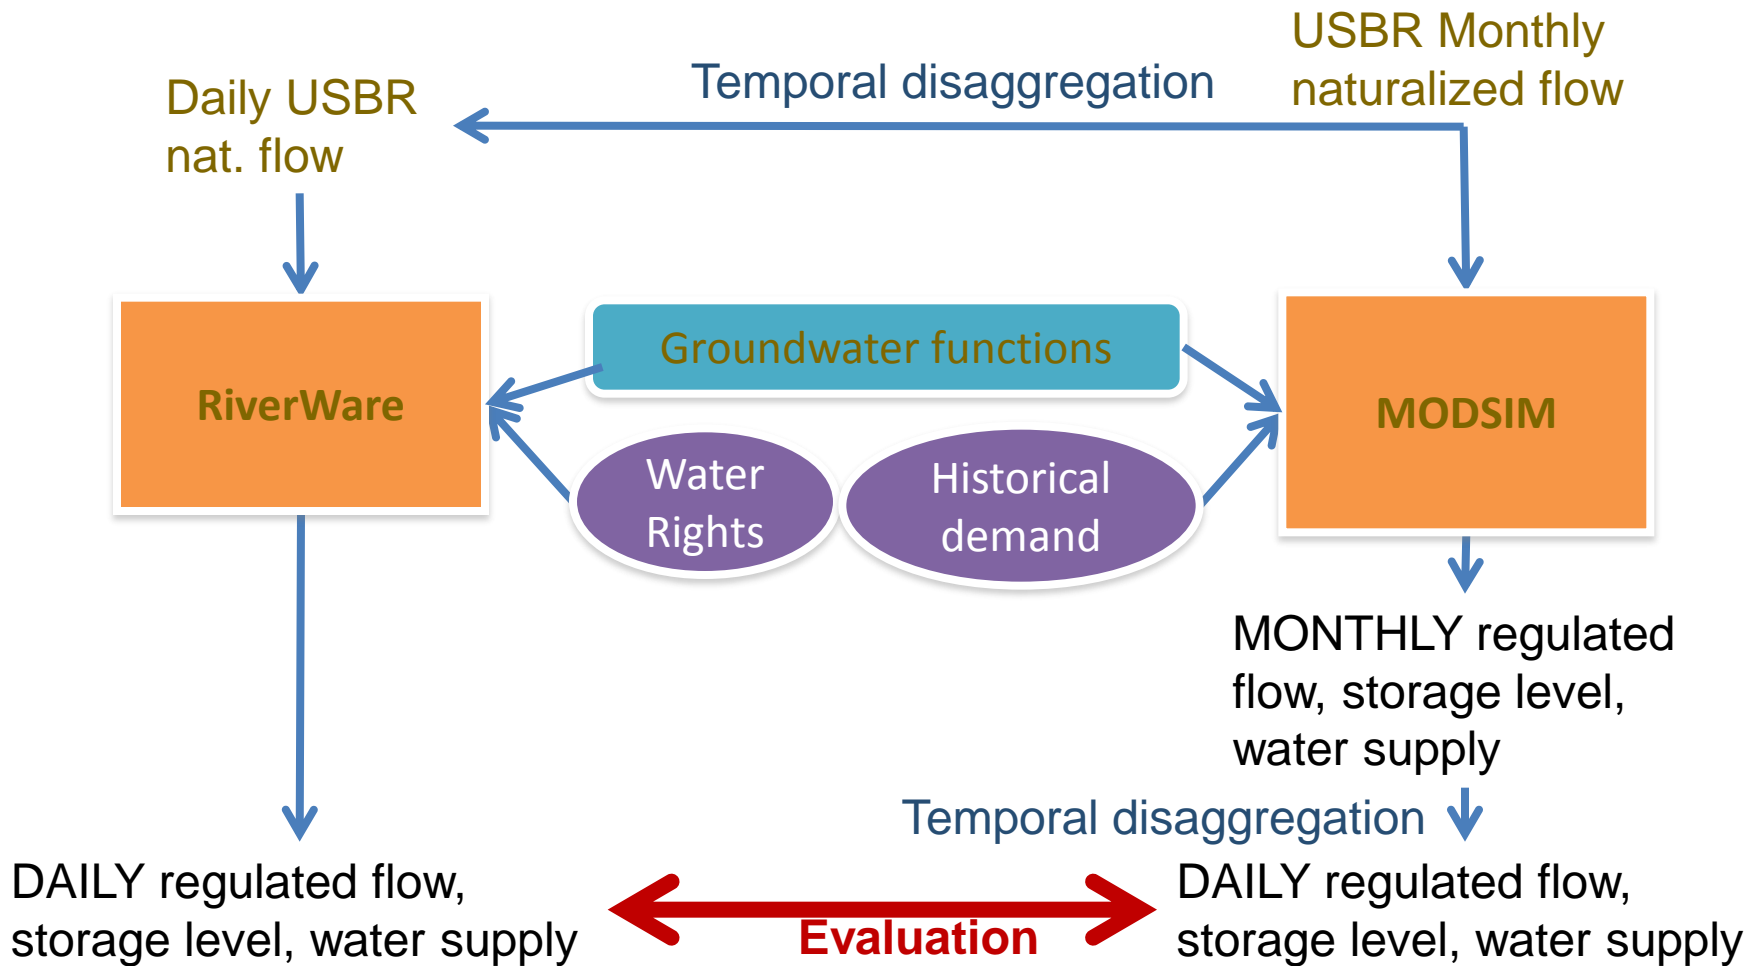 USBR Monthly
naturalized flow
Temporal disaggregation
Daily USBR
nat. flow
Groundwater functions
RiverWare
MODSIM
Water
Rights
Historical
demand
MONTHLY regulated
flow, storage level,
water supply
Temporal disaggregation
DAILY regulated flow,
storage level, water supply
Evaluation
DAILY regulated flow,
storage level, water supply